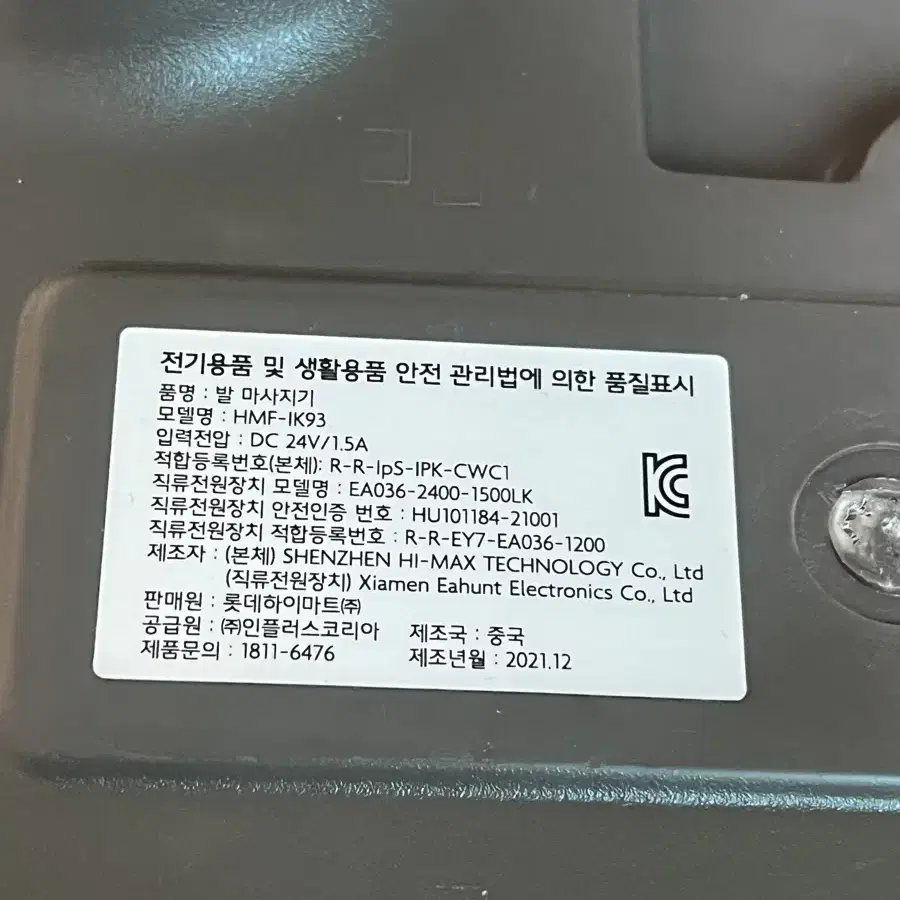 전기용품 및 생활용품 안전 관리법에 의한 품질표시
품명 : 발 마사지기
모델명 : HMF-IK93
입력전압 : DC 24V/1.5A
적합등록번호(본체): R-R-IpS-IPK-CWC1
직류전원장치 모델명 : EA036-2400-1500LK
직류전원장치 안전인증 번호 : HU101184-21001
직류전원장치 적합등록번호 : R-R-EY7-EA036-1200
제조자 : (본체) SHENZHEN HI-MAX TECHNOLOGY Co., Ltd
(직류전원장치) Xiamen Eahunt Electronics Co., Ltd
판매원 : 롯데하이마트㈜
공급원 : ㈜인플러스코리아 제조국 : 중국
제품문의 : 1811-6476 제조년월 : 2021.12
KC